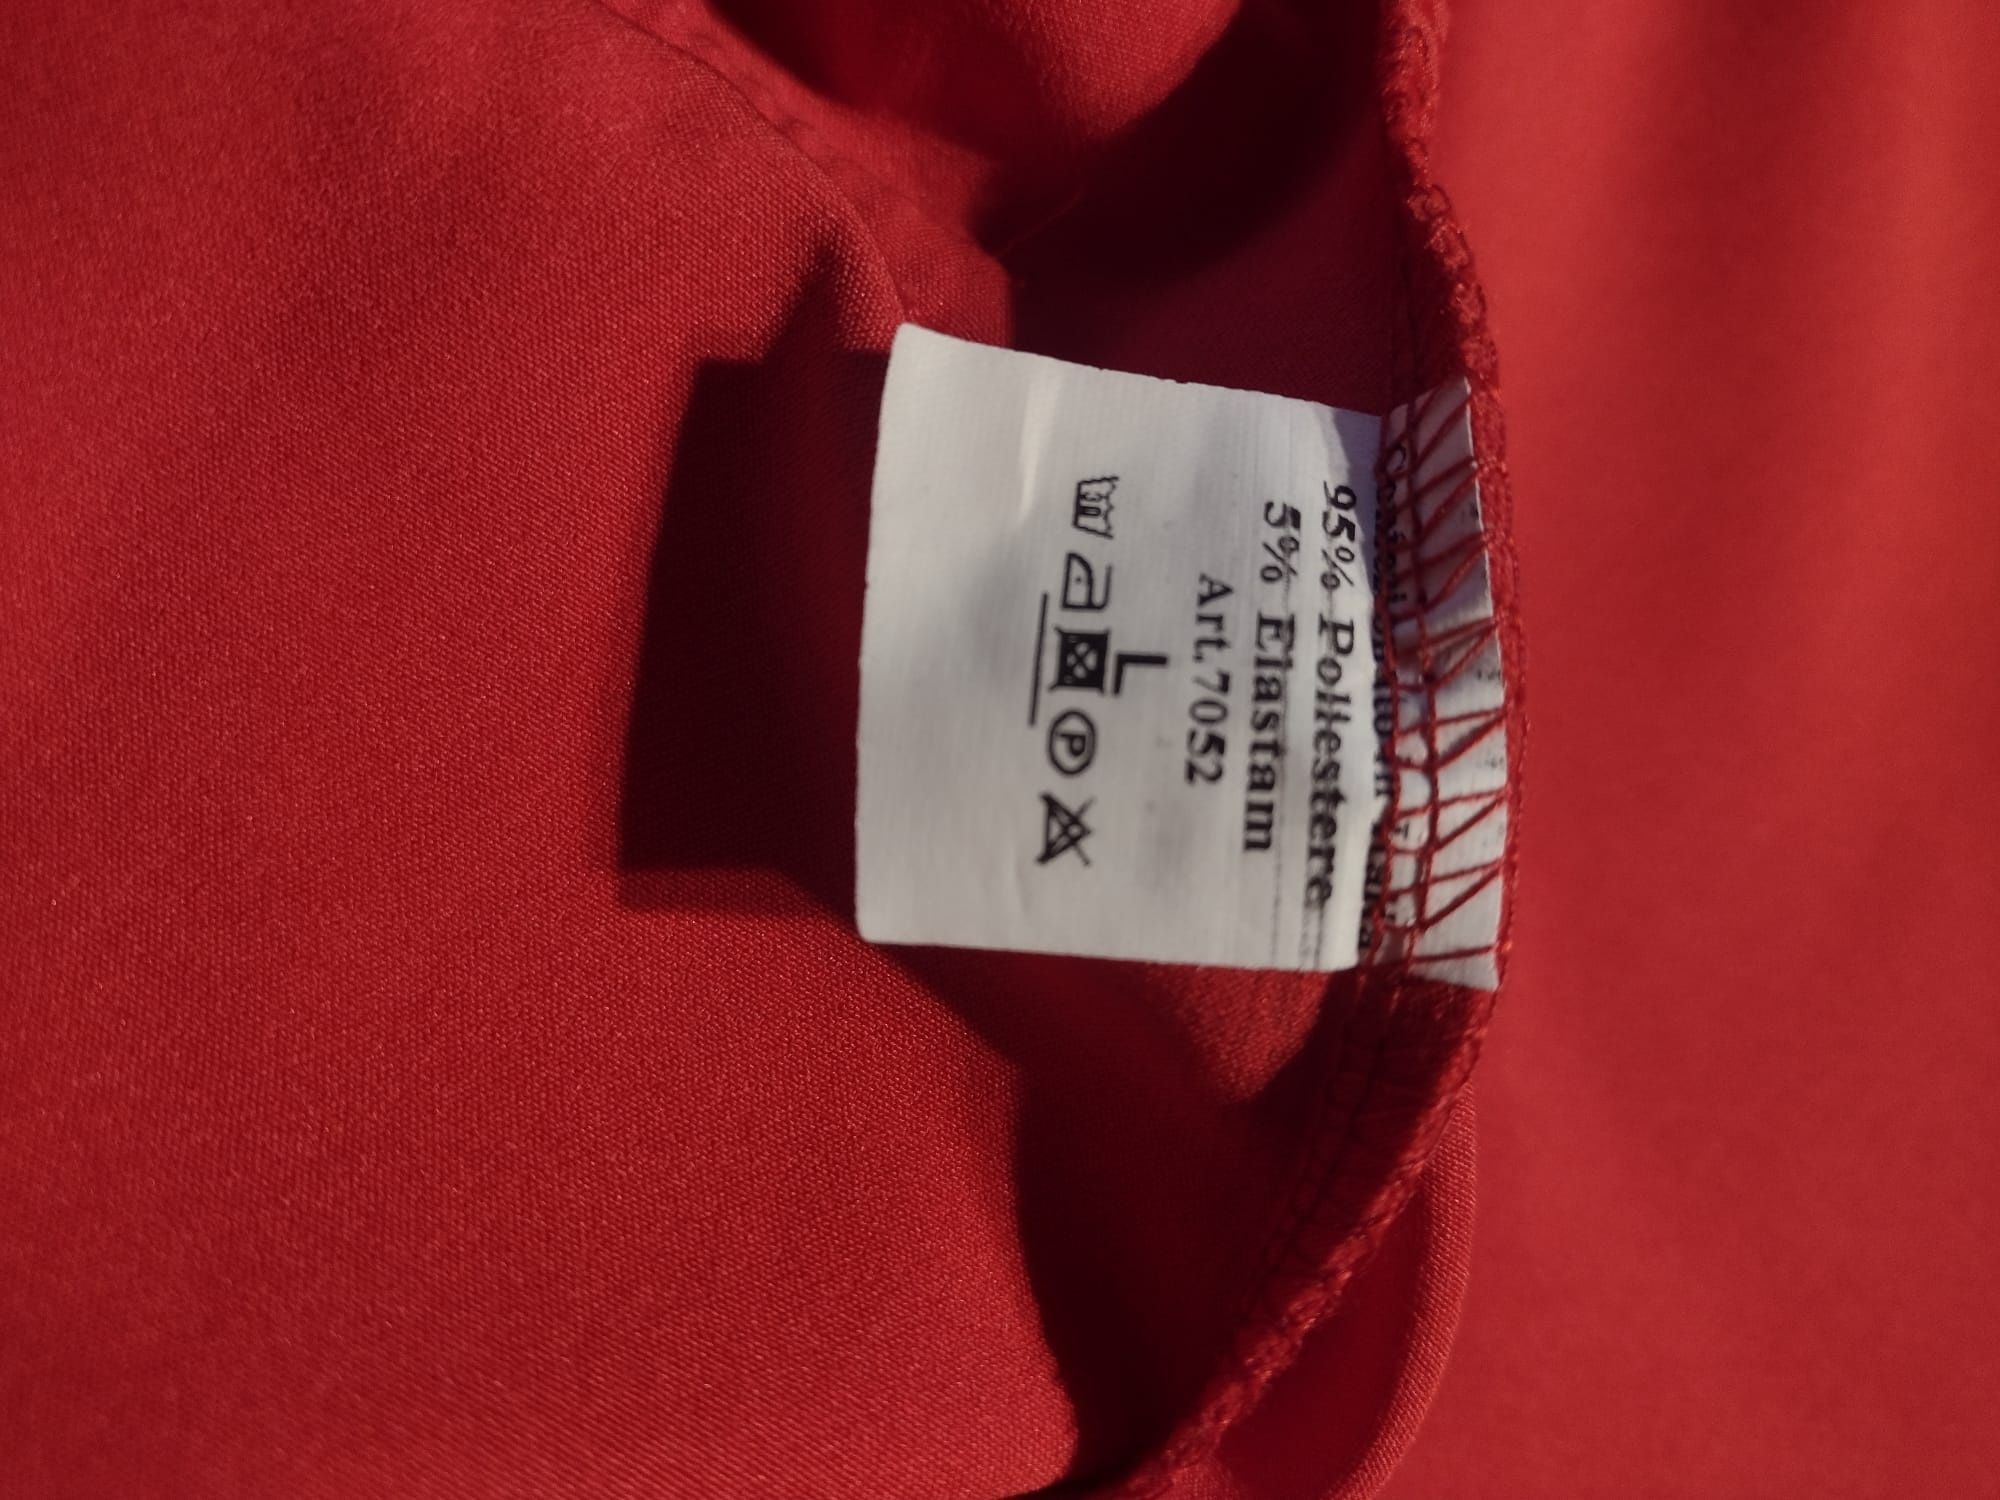 95% Poliestere
5% Elastam
Art.7052
L
P